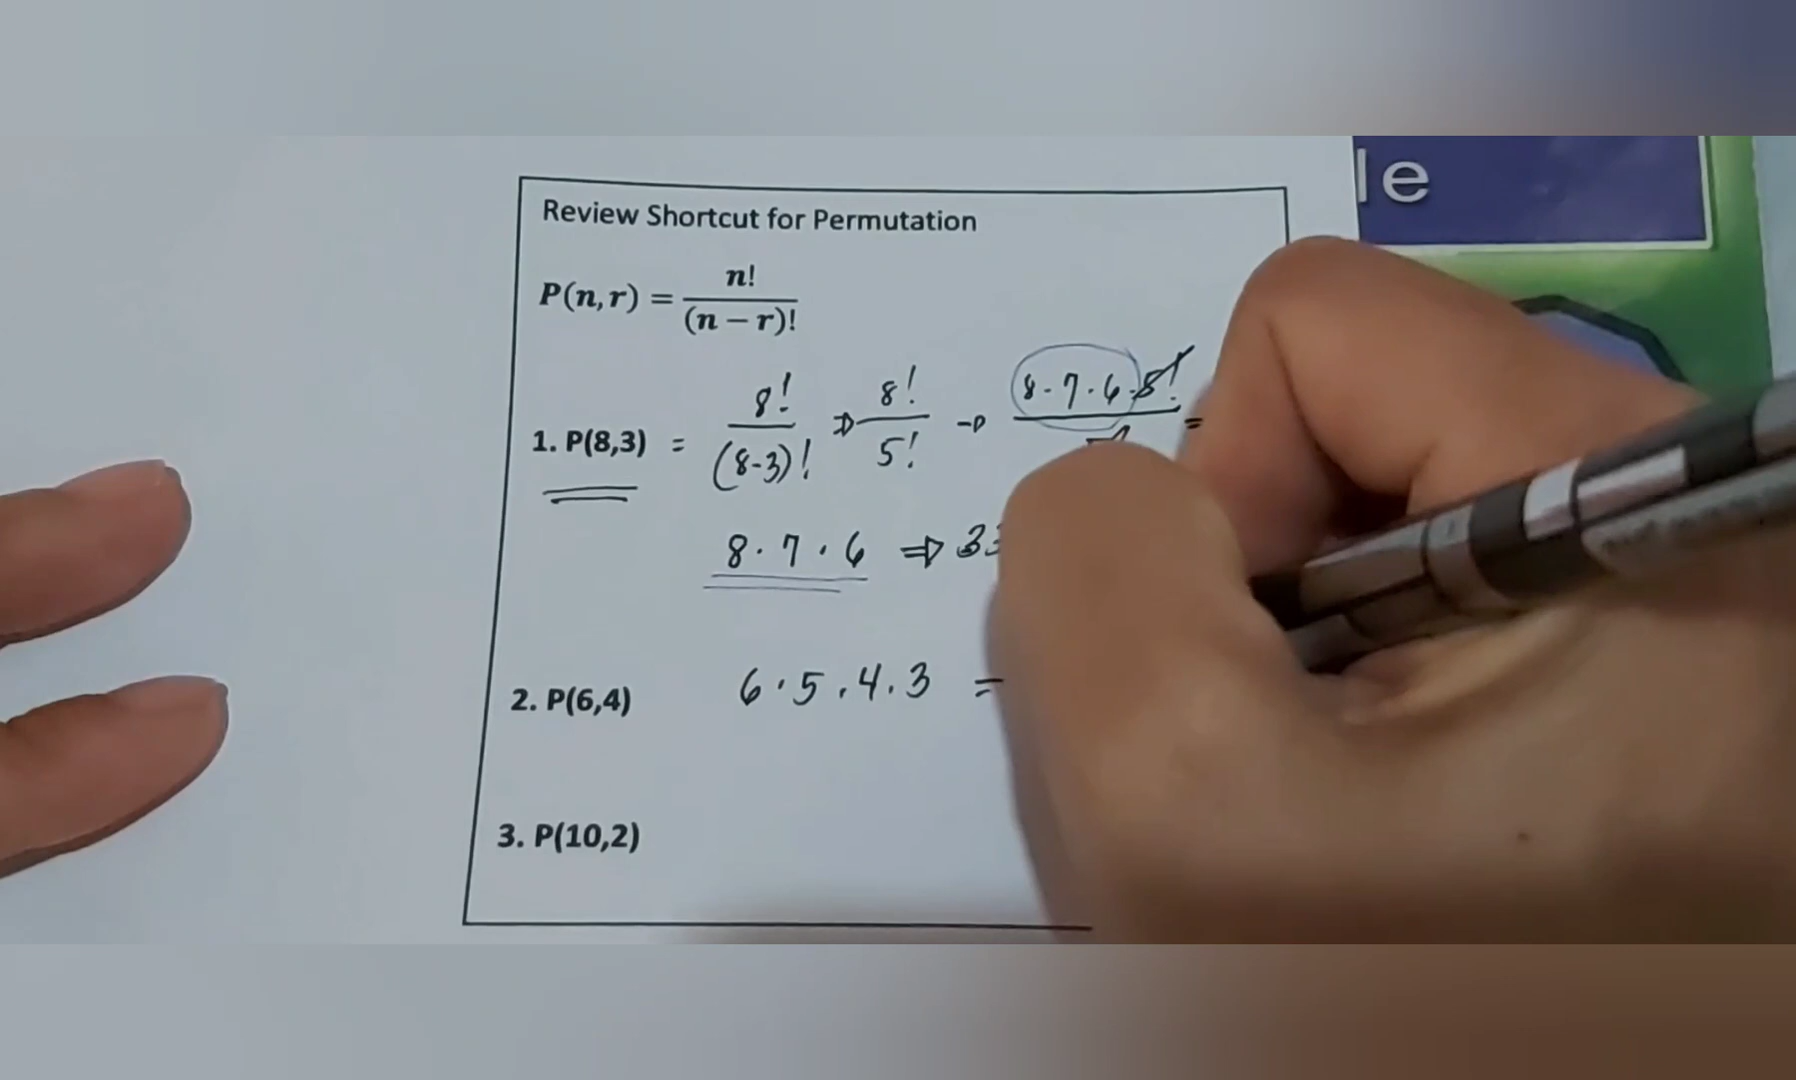 le
Review Shortcut for Permutation
P(n,r) = n! / (n − r)!
1. P(8,3) = 8! / (8-3)! ⇒ 8! / 5! → 8·7·6·5! =
8·7·6 ⇒ 33
2. P(6,4) 6·5·4·3 =
3. P(10,2)